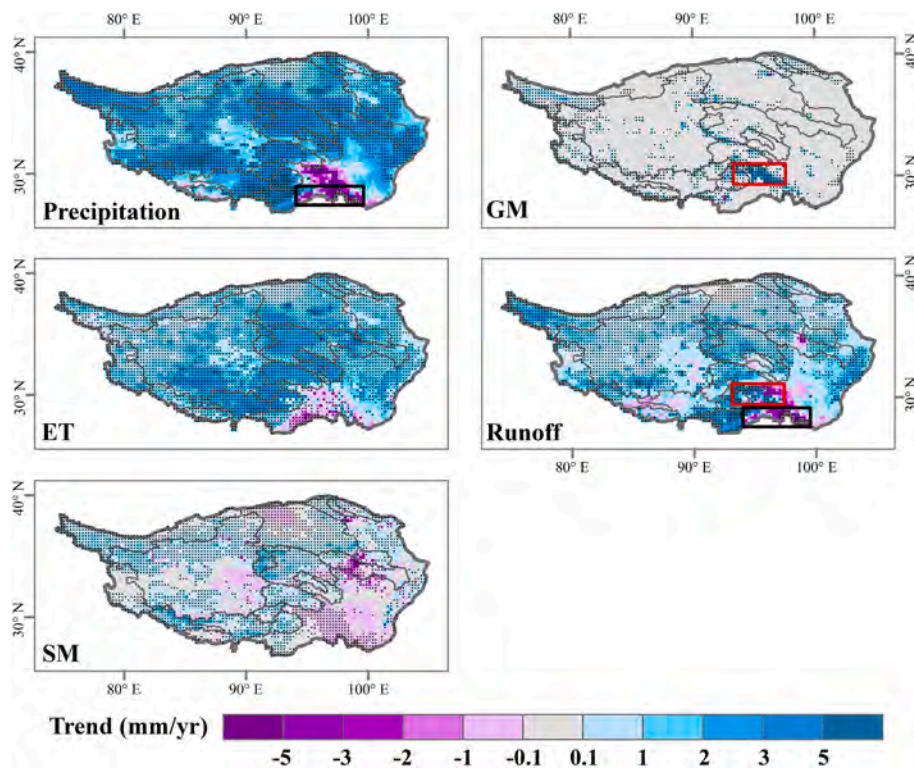 80° E 90° E 100° E 80° E 90° E 100° E
40° N
30° N
Precipitation
40° N
30° N
GM
40° N
30° N
ET
40° N
30° N
Runoff
80° E 90° E 100° E
40° N
30° N
SM
80° E 90° E 100° E
Trend (mm/yr)
-5 -3 -2 -1 -0.1 0.1 1 2 3 5